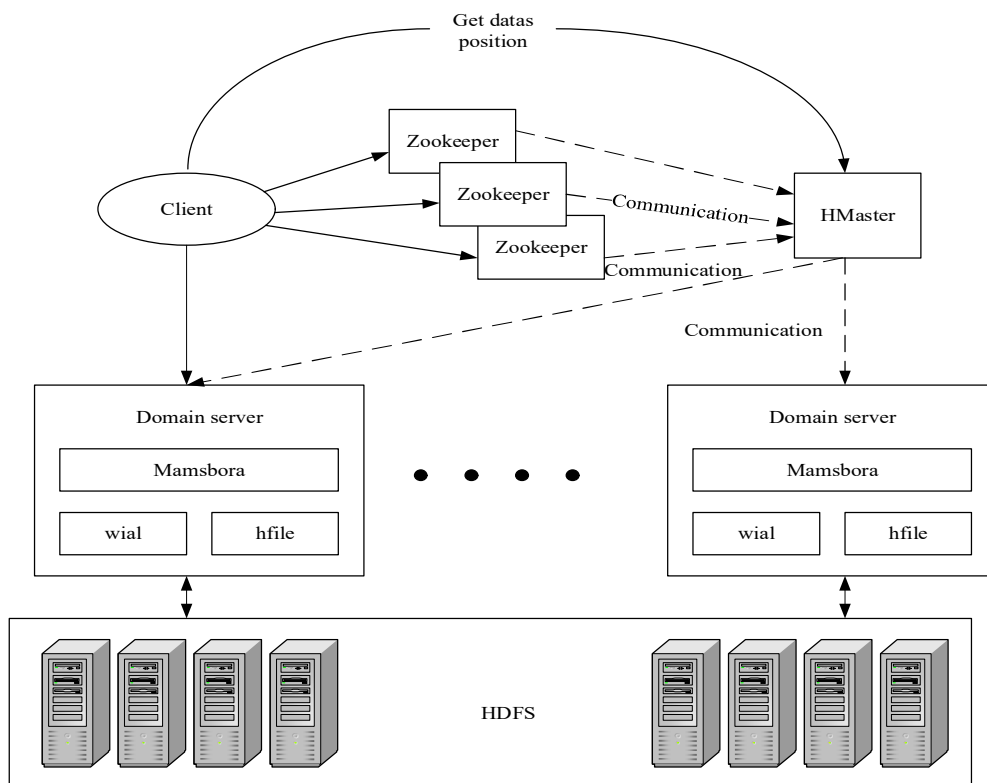 Get datas
position
Zookeeper
Zookeeper
Zookeeper
Client
Communication
HMaster
Communication
Communication
Domain server
Mamsbora
wial
hfile
Domain server
Mamsbora
wial
hfile
HDFS